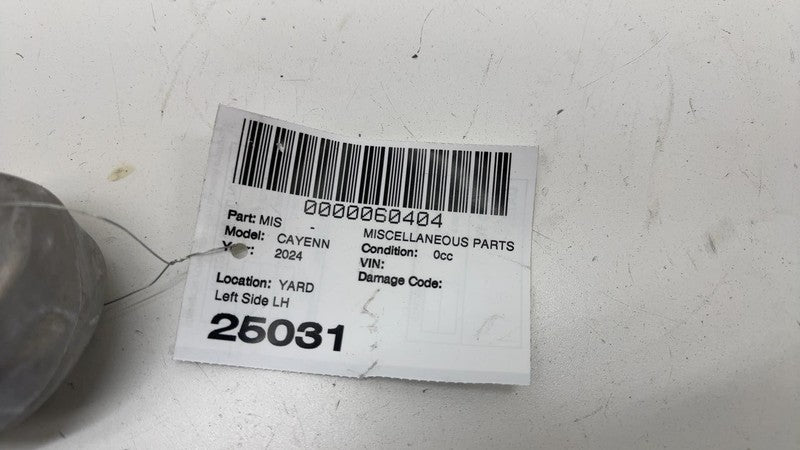 0000060404
Part: MIS MISCELLANEOUS PARTS
Model: CAYENN Condition: 0cc
2024 VIN:
Location: YARD Damage Code:
Left Side LH
25031